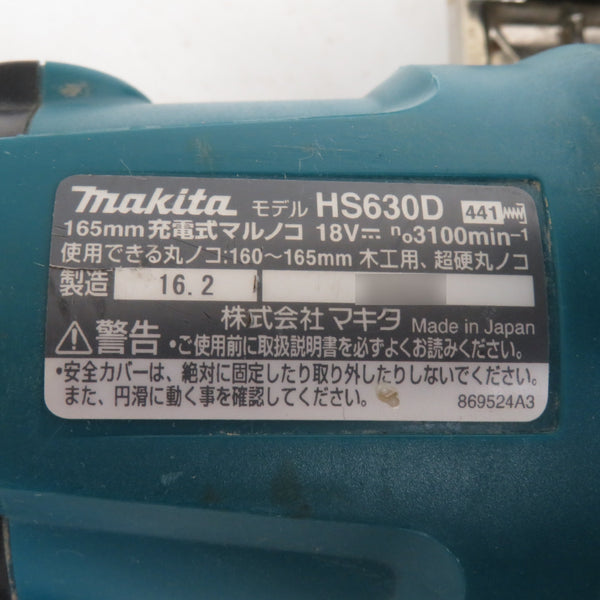 makita モデル HS630D 441
165mm 充電式マルノコ 18V⎓ n₀3100min⁻¹
使用できる丸ノコ:160～165mm 木工用、超硬丸ノコ
製造 16.2
株式会社 マキタ Made in Japan
⚠警告 •ご使用前に取扱説明書を必ずよくお読みください。
•安全カバーは、絶対に固定したり取り外したりしないでください。
また、円滑に動く事を確認してください。 869524A3